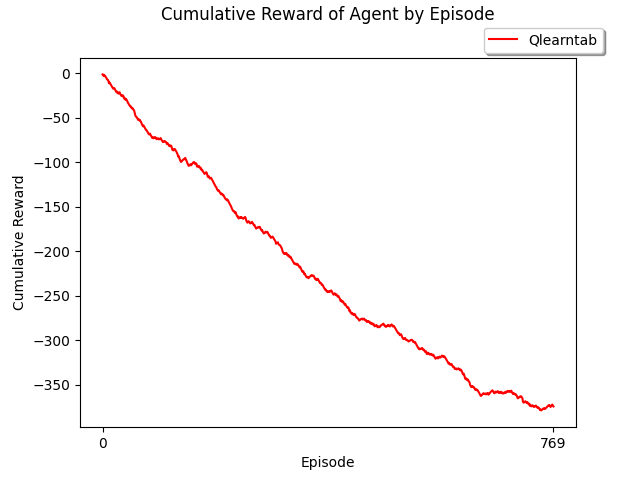 Cumulative Reward of Agent by Episode
Qlearntab
0
−50
−100
−150
−200
−250
−300
−350
Cumulative Reward
0 769
Episode